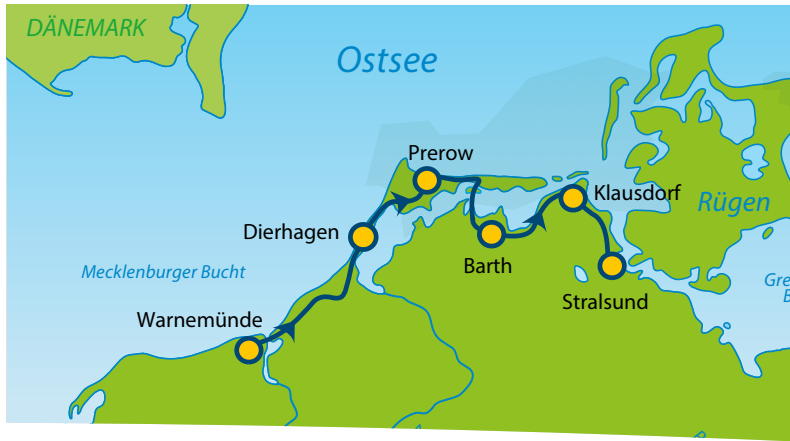 DÄNEMARK
Ostsee
Prerow
Klausdorf
Rügen
Dierhagen
Barth
Mecklenburger Bucht
Stralsund
Warnemünde